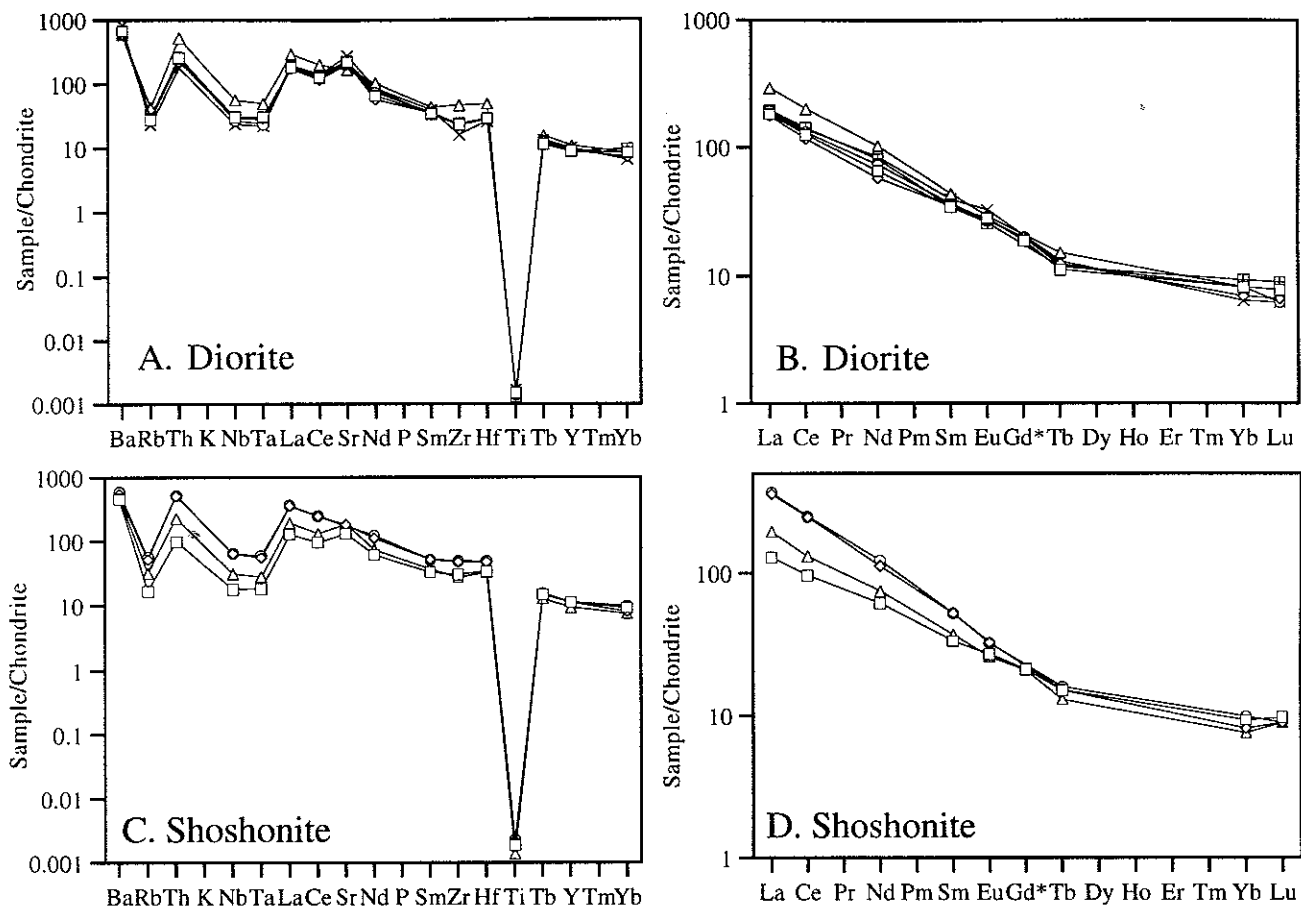 1000
100
10
1
0.1
0.01
0.001
Sample/Chondrite
A. Diorite
Ba Rb Th K Nb Ta La Ce Sr Nd P Sm Zr Hf Ti Tb Y Tm Yb
1000
100
10
1
Sample/Chondrite
B. Diorite
La Ce Pr Nd Pm Sm Eu Gd* Tb Dy Ho Er Tm Yb Lu
1000
100
10
1
0.1
0.01
0.001
Sample/Chondrite
C. Shoshonite
Ba Rb Th K Nb Ta La Ce Sr Nd P Sm Zr Hf Ti Tb Y Tm Yb
100
10
1
Sample/Chondrite
D. Shoshonite
La Ce Pr Nd Pm Sm Eu Gd* Tb Dy Ho Er Tm Yb Lu